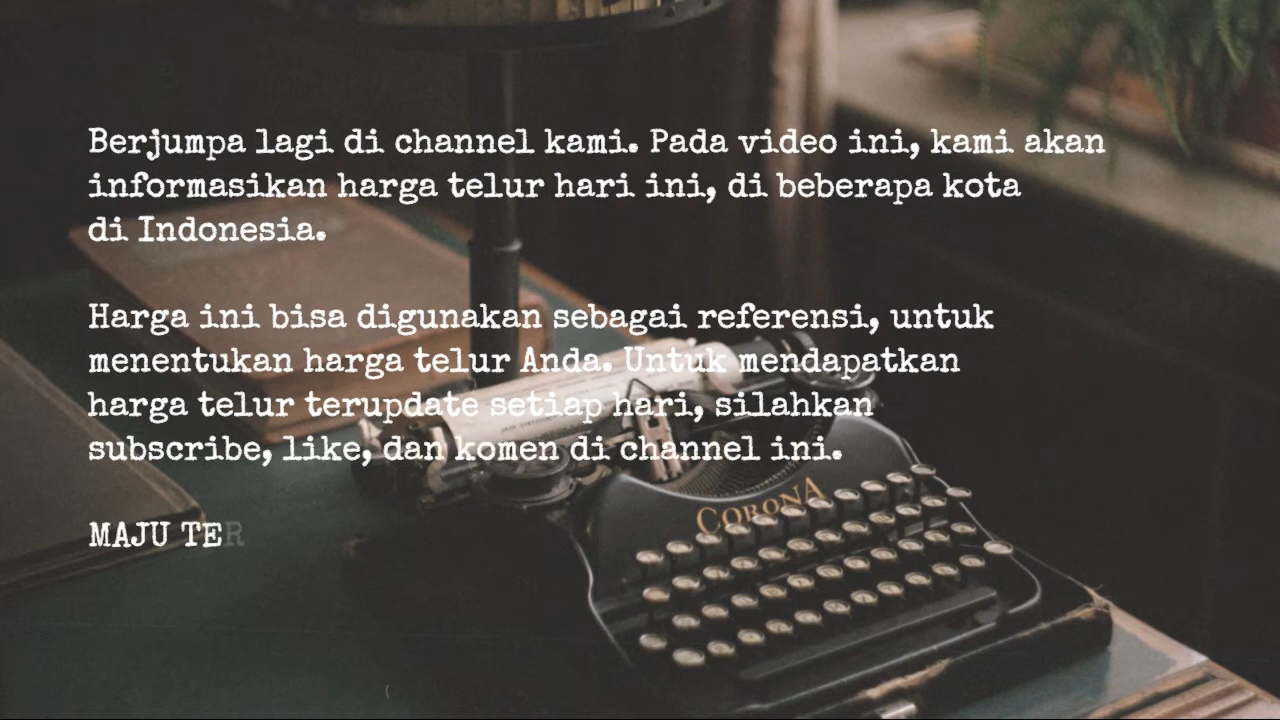 Berjumpa lagi di channel kami. Pada video ini, kami akan
informasikan harga telur hari ini, di beberapa kota
di Indonesia.
Harga ini bisa digunakan sebagai referensi, untuk
menentukan harga telur Anda. Untuk mendapatkan
harga telur terupdate setiap hari, silahkan
subscribe, like, dan komen di channel ini.
MAJU TER
CORONA